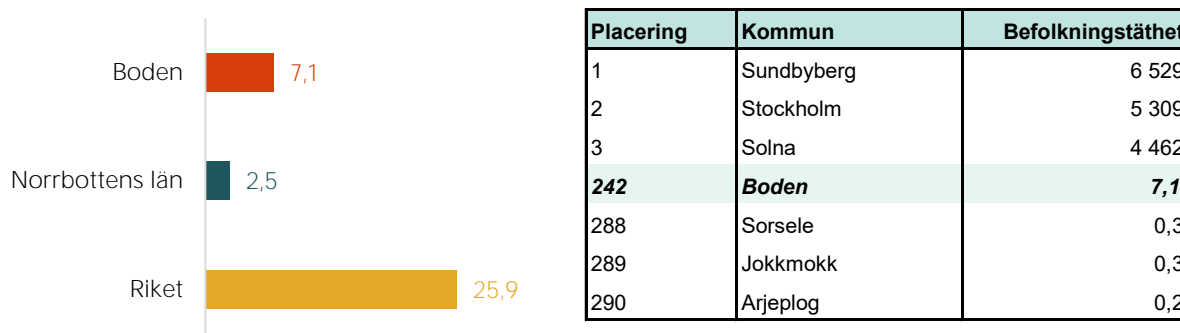 Boden 7,1
Norrbottens län 2,5
Riket 25,9
Placering Kommun Befolkningstäthet
1 Sundbyberg 6 529
2 Stockholm 5 309
3 Solna 4 462
242 Boden 7,1
288 Sorsele 0,3
289 Jokkmokk 0,3
290 Arjeplog 0,2